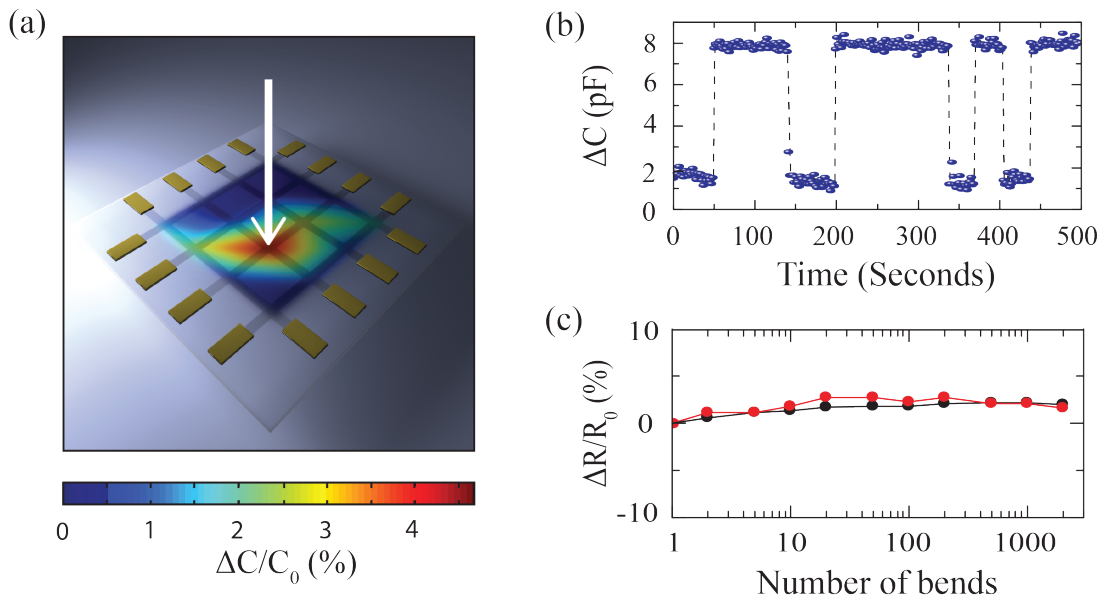 (a)
0 1 2 3 4
ΔC/C₀ (%)
(b)
ΔC (pF)
8
6
4
2
0
0 100 200 300 400 500
Time (Seconds)
(c)
ΔR/R₀ (%)
10
0
-10
1 10 100 1000
Number of bends